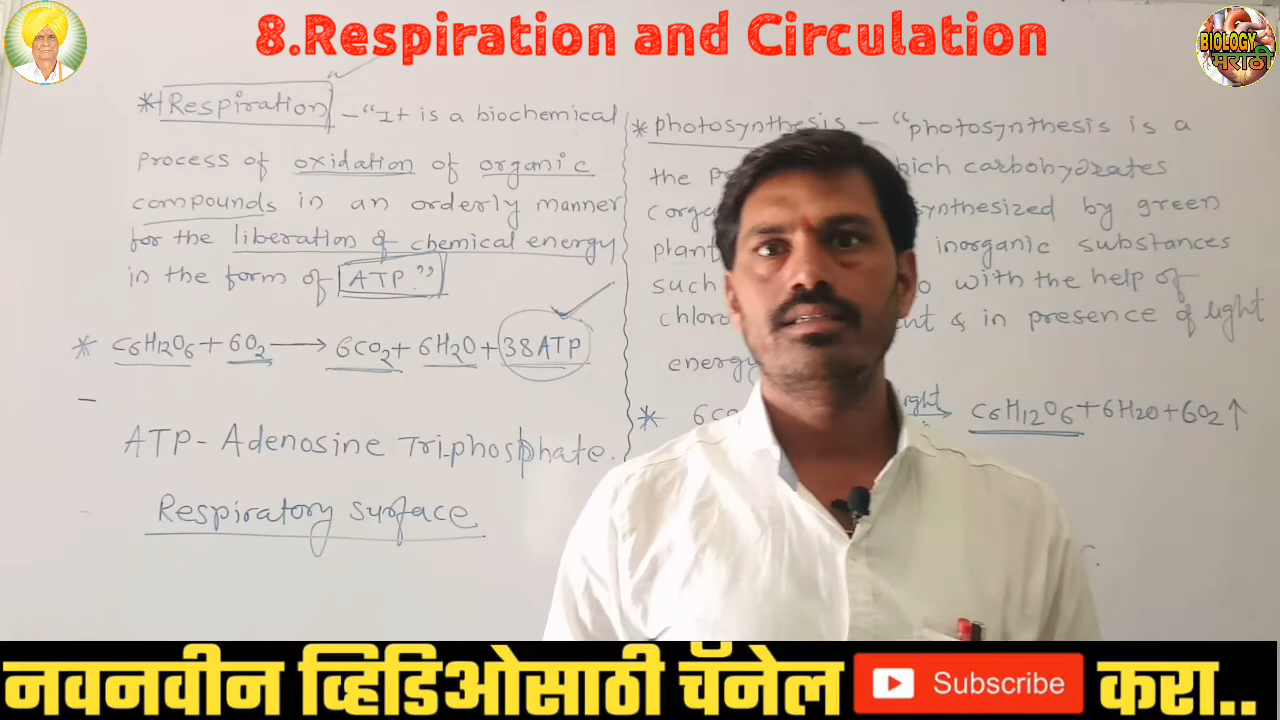 8.Respiration and Circulation
BIOLOGY
मराठी
*Respiration - "It is a biochemical
process of oxidation of organic
compounds in an orderly manner
for the liberation of chemical energy
in the form of ATP."
* C6H12O6 + 6O2 → 6CO2 + 6H2O + 38ATP
ATP - Adenosine Triphosphate.
Respiratory surface
*photosynthesis - "photosynthesis is a
the carbohydrates
synthesized by green
inorganic substances
such with the help of
& in presence of light
energy
* light → C6H12O6 + 6H2O + 6O2 ↑
नवनवीन व्हिडिओसाठी चॅनेल Subscribe करा..